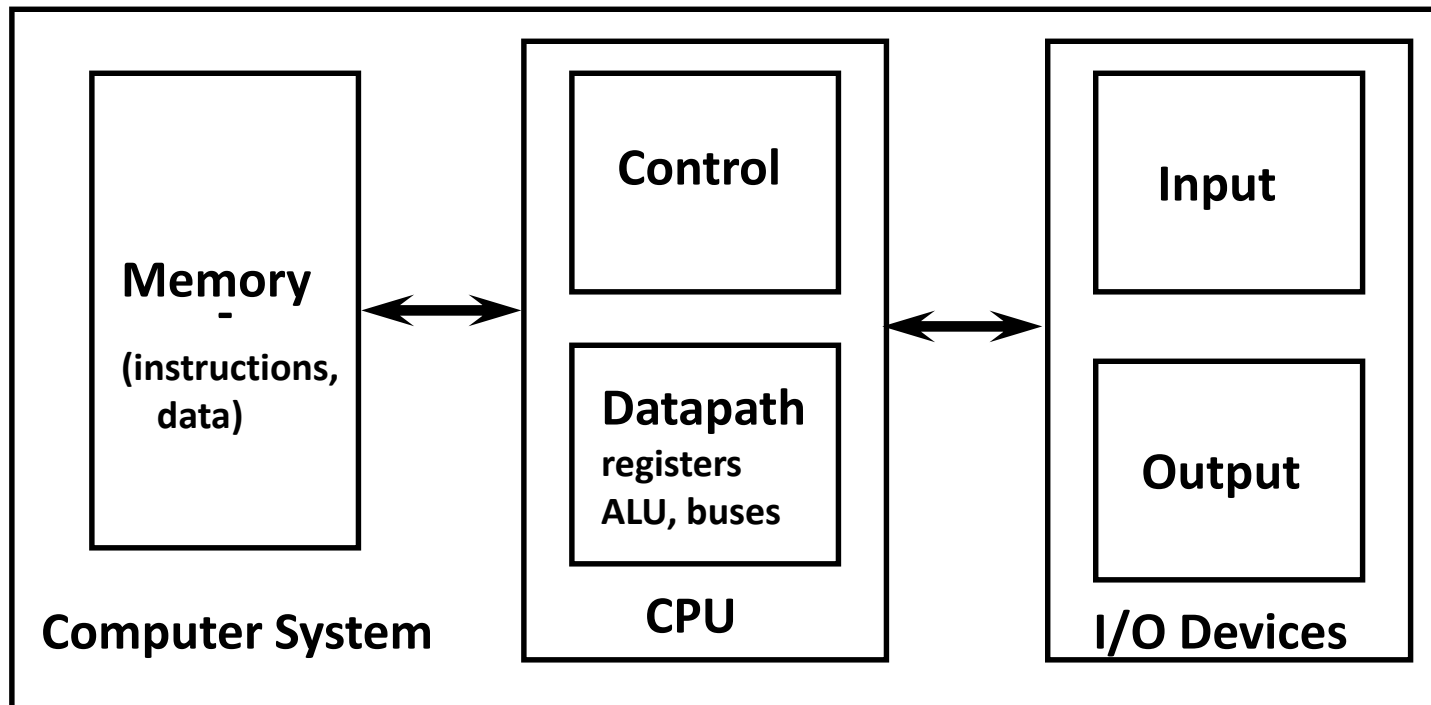 Memory
-
(instructions,
data)
Computer System
Control
Datapath
registers
ALU, buses
CPU
Input
Output
I/O Devices